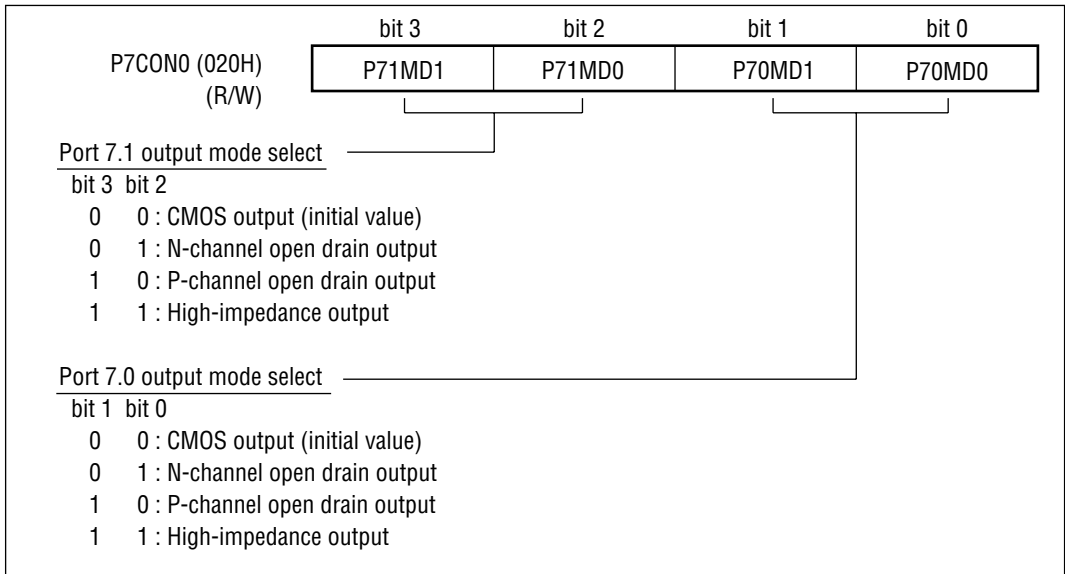 bit 3 bit 2 bit 1 bit 0
P7CON0 (020H) P71MD1 P71MD0 P70MD1 P70MD0
(R/W)
Port 7.1 output mode select
bit 3 bit 2
0 0 : CMOS output (initial value)
0 1 : N-channel open drain output
1 0 : P-channel open drain output
1 1 : High-impedance output
Port 7.0 output mode select
bit 1 bit 0
0 0 : CMOS output (initial value)
0 1 : N-channel open drain output
1 0 : P-channel open drain output
1 1 : High-impedance output